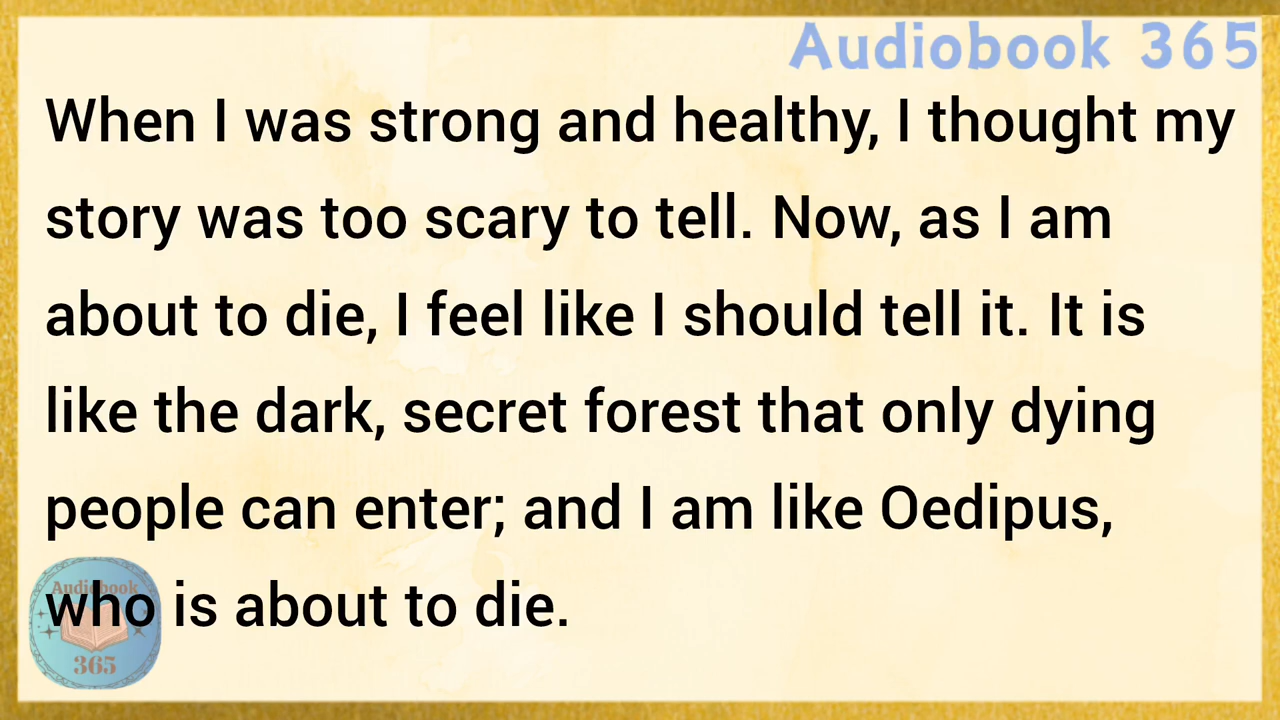 Audiobook 365
When I was strong and healthy, I thought my
story was too scary to tell. Now, as I am
about to die, I feel like I should tell it. It is
like the dark, secret forest that only dying
people can enter; and I am like Oedipus,
who is about to die.
Audiobook
365